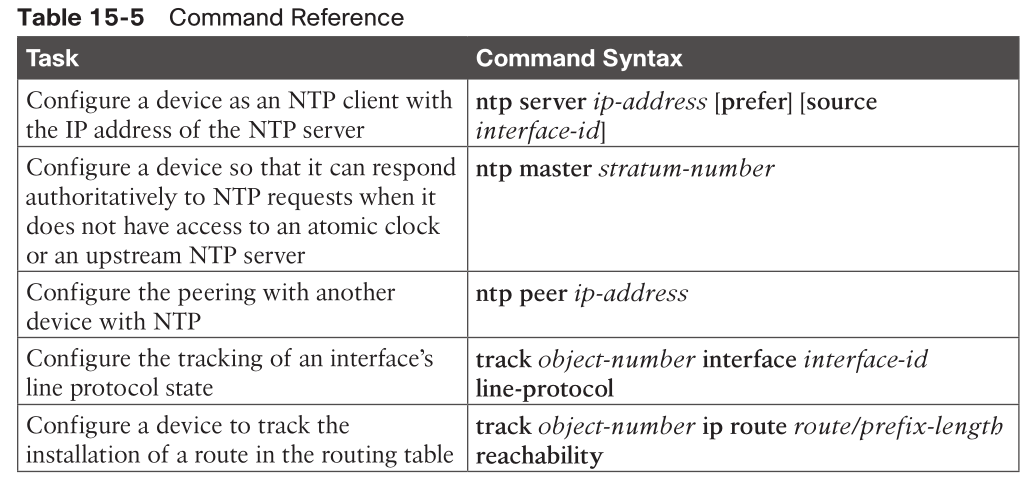 Table 15-5 Command Reference
Task
Command Syntax
Configure a device as an NTP client with
the IP address of the NTP server
ntp server ip-address [prefer] [source
interface-id]
Configure a device so that it can respond
authoritatively to NTP requests when it
does not have access to an atomic clock
or an upstream NTP server
ntp master stratum-number
Configure the peering with another
device with NTP
ntp peer ip-address
Configure the tracking of an interface’s
line protocol state
track object-number interface interface-id
line-protocol
Configure a device to track the
installation of a route in the routing table
track object-number ip route route/prefix-length
reachability